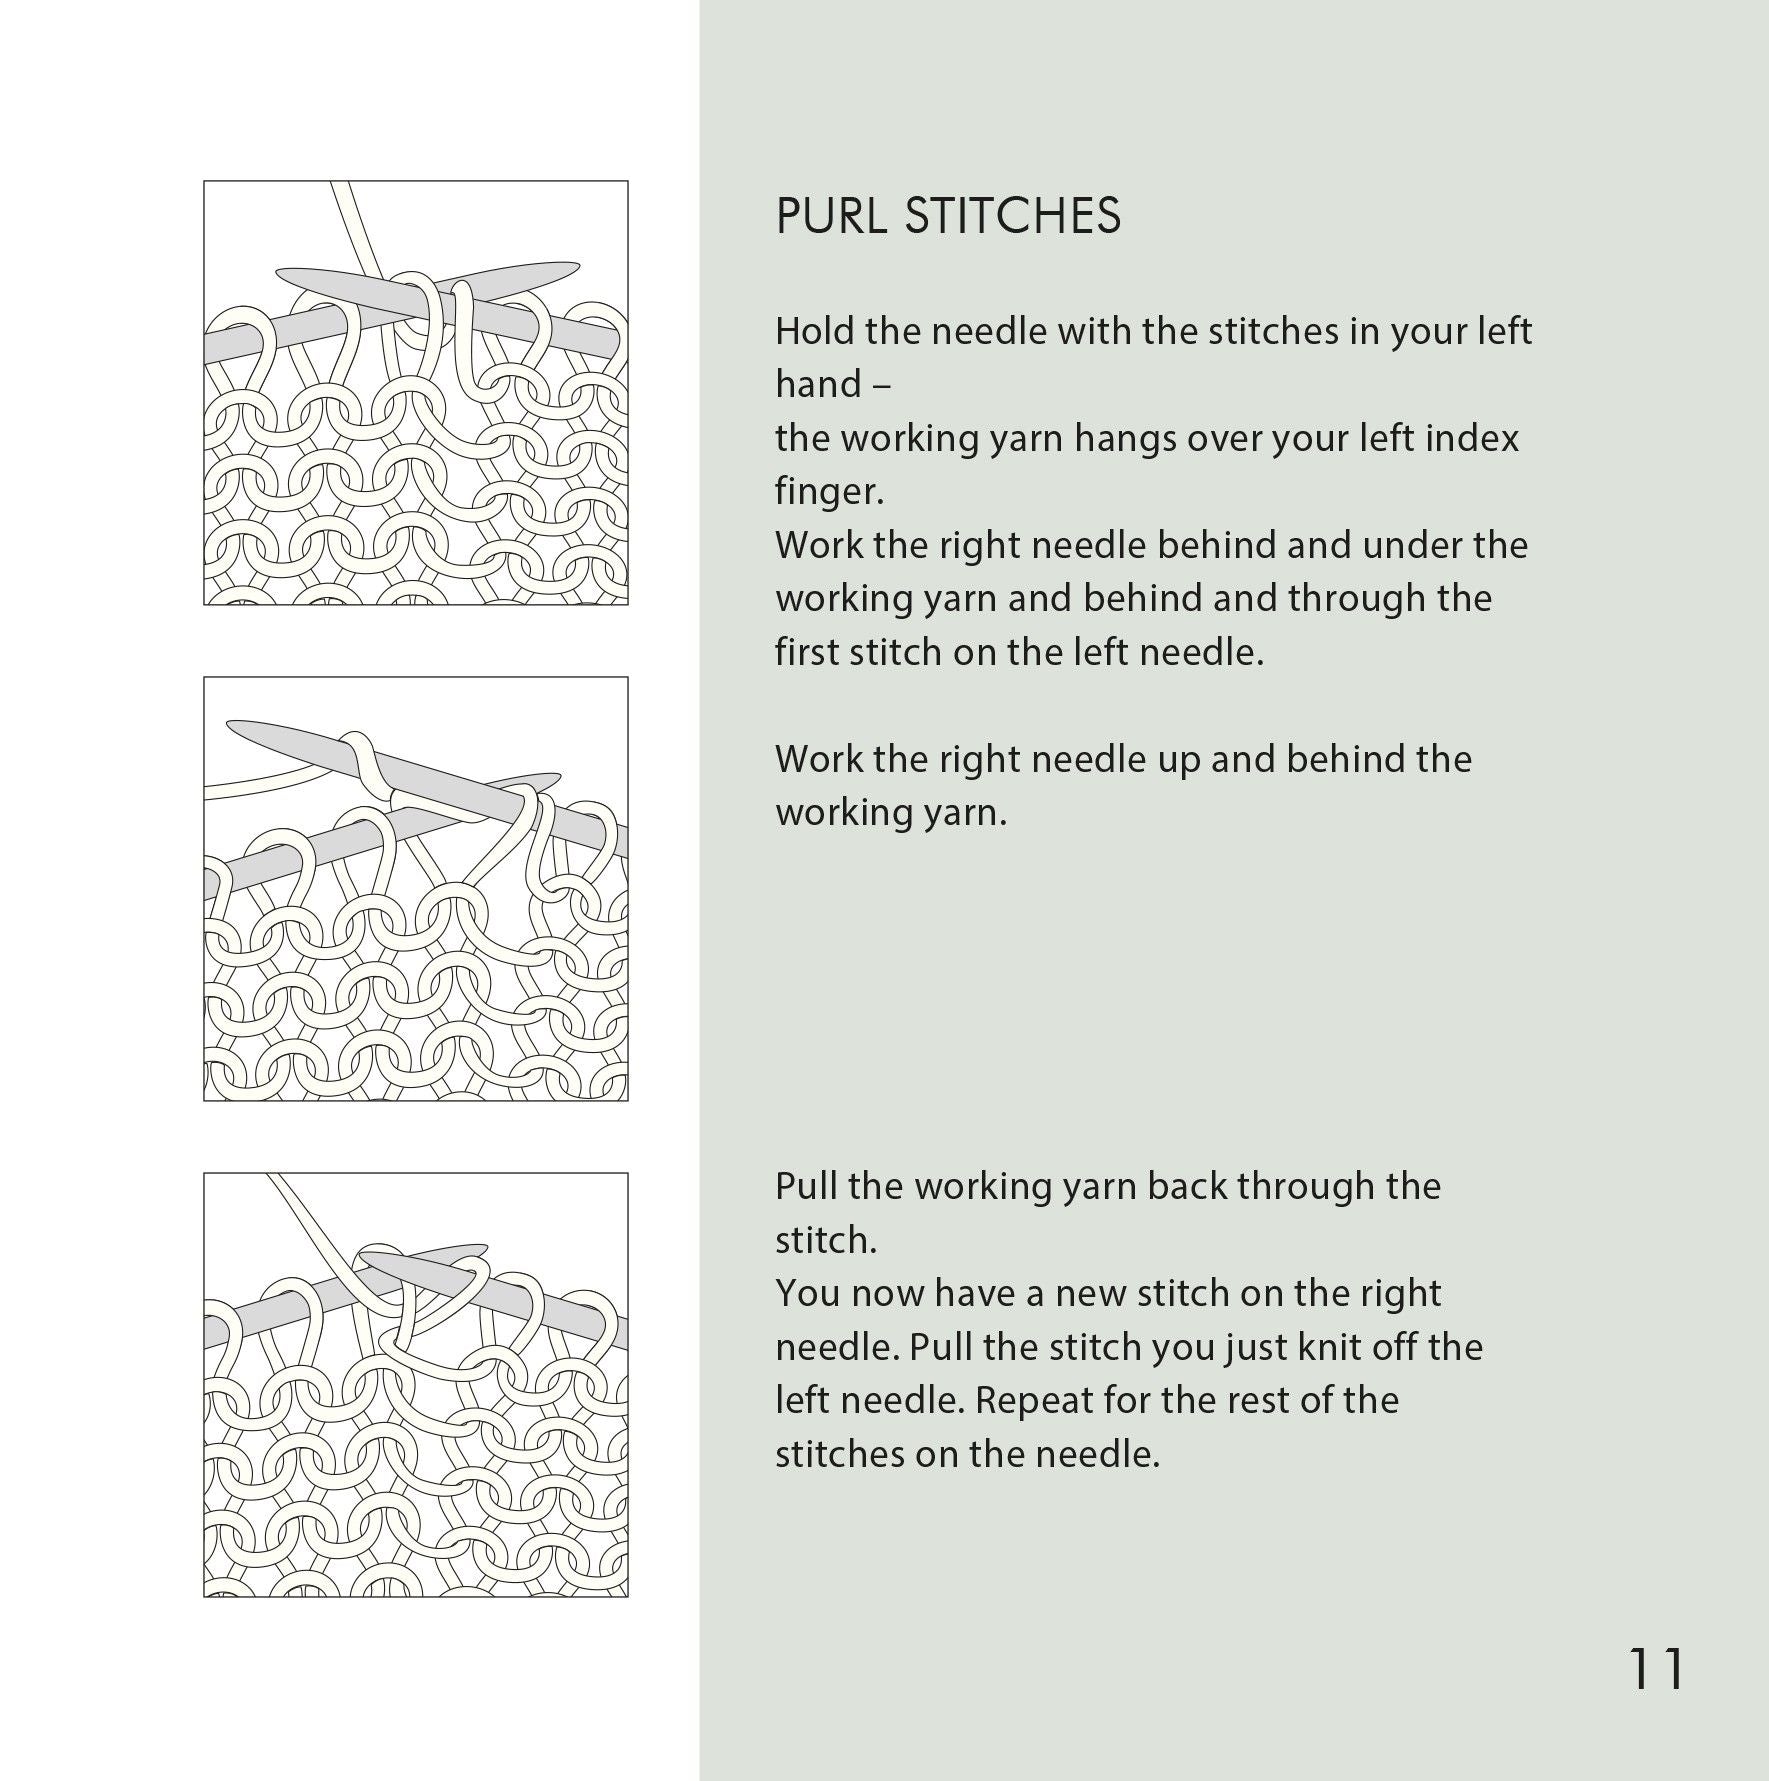 PURL STITCHES
Hold the needle with the stitches in your left
hand –
the working yarn hangs over your left index
finger.
Work the right needle behind and under the
working yarn and behind and through the
first stitch on the left needle.
Work the right needle up and behind the
working yarn.
Pull the working yarn back through the
stitch.
You now have a new stitch on the right
needle. Pull the stitch you just knit off the
left needle. Repeat for the rest of the
stitches on the needle.
11